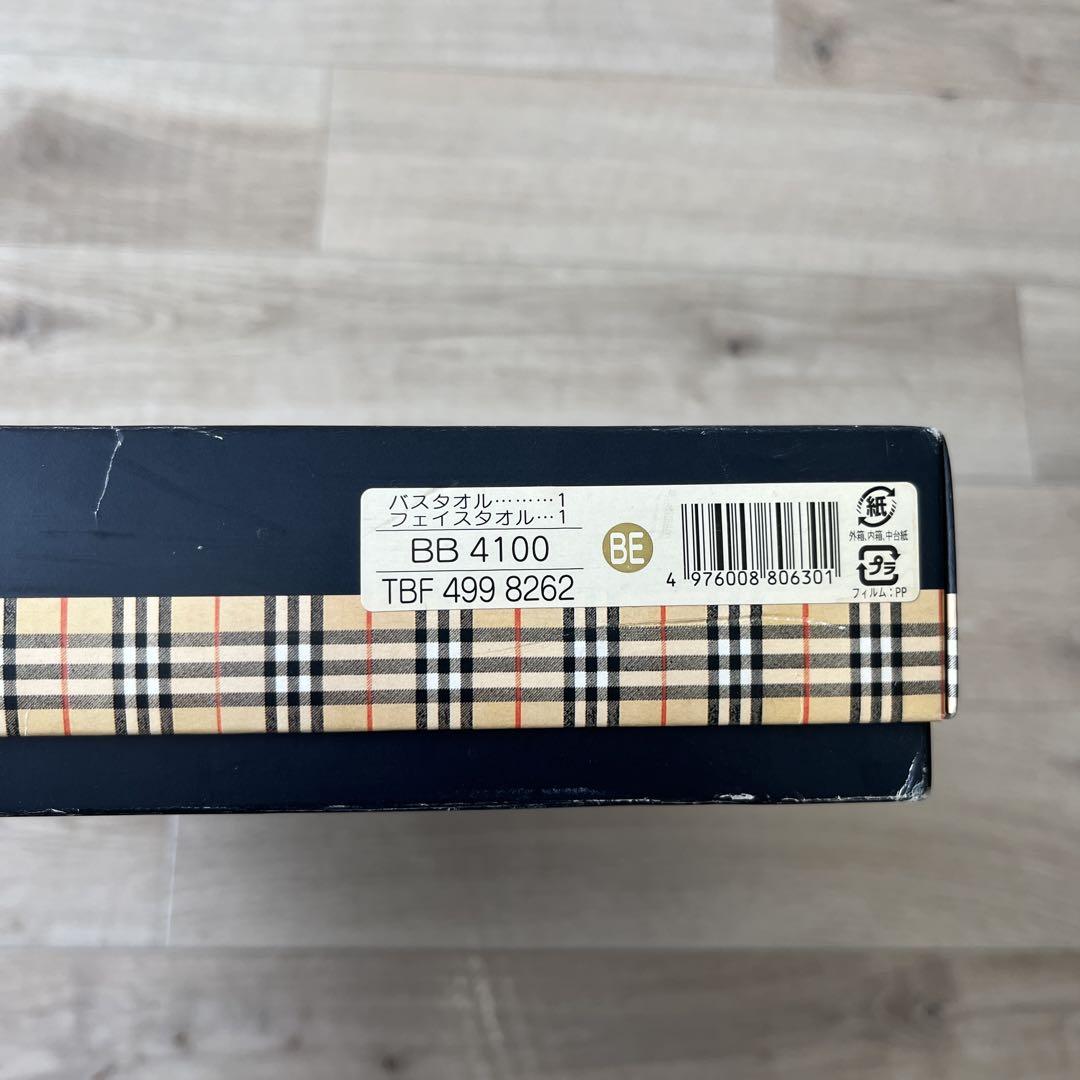 バスタオル………1
フェイスタオル…1
BB 4100
TBF 499 8262
BE
4 976008 806301
紙
外箱、内箱、中台紙
プラ
フィルム：PP